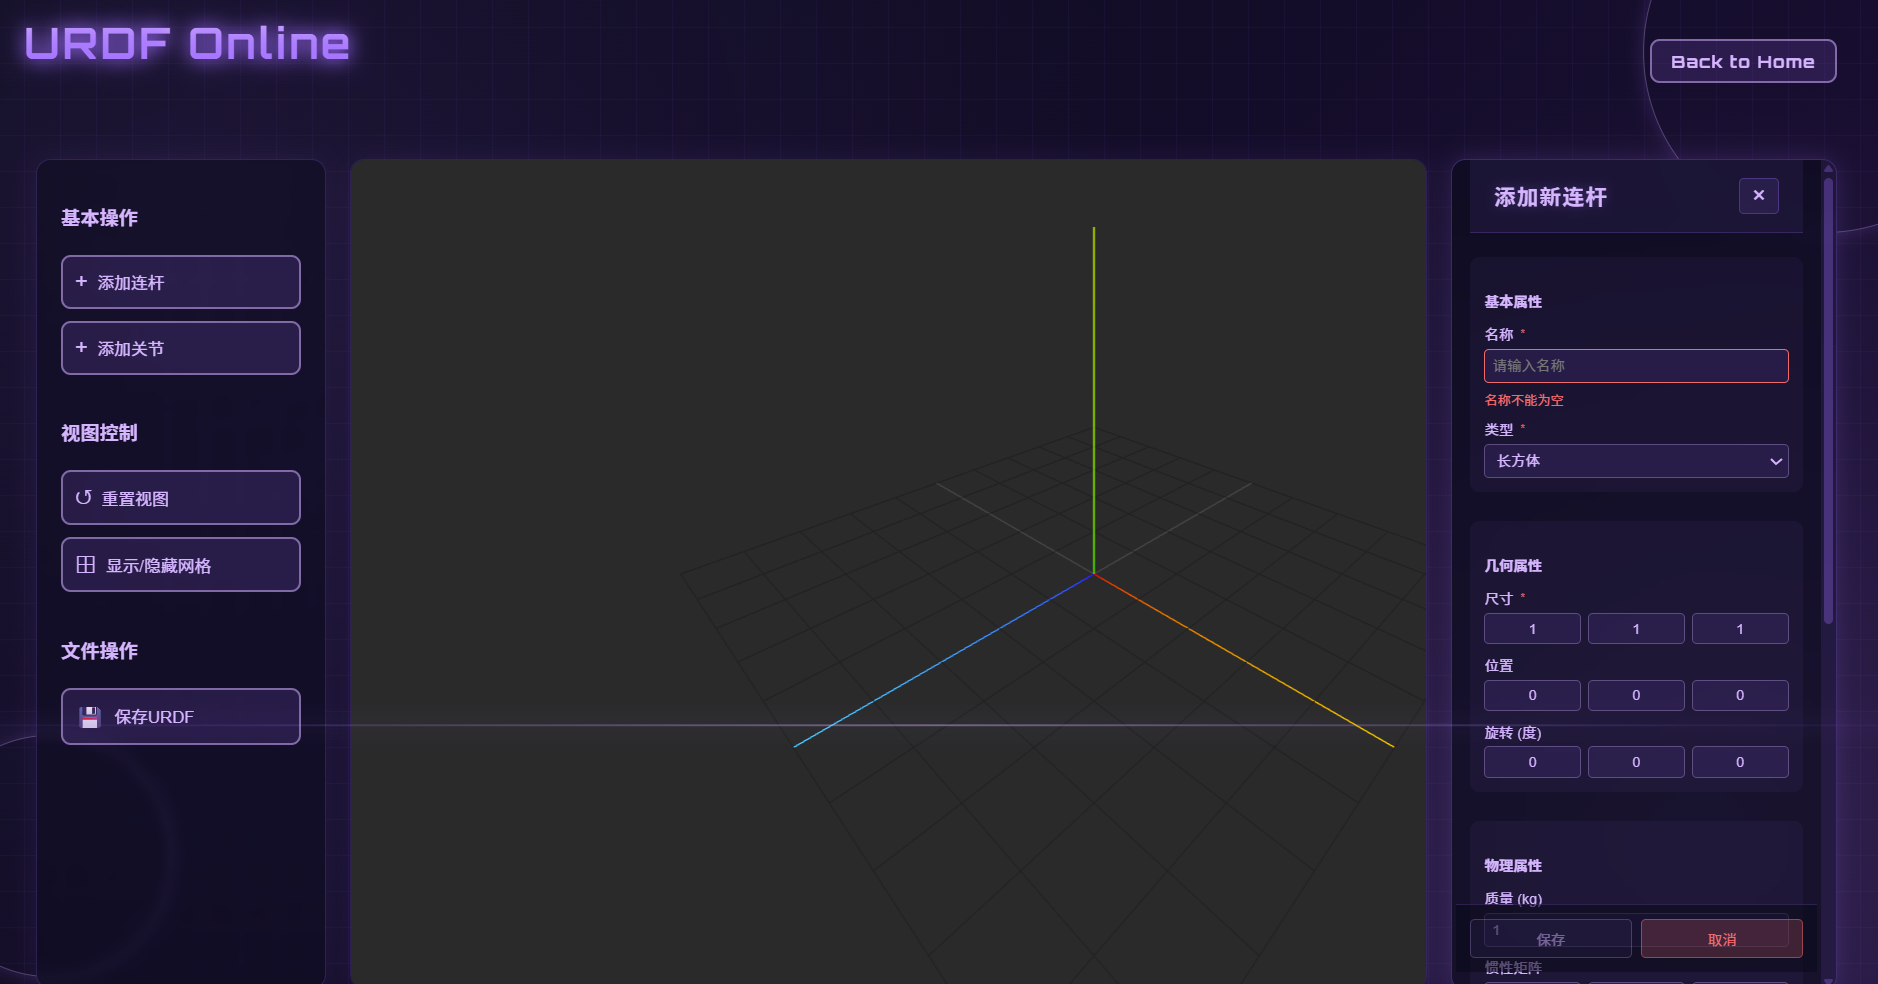 URDF Online
Back to Home
基本操作
+ 添加连杆
+ 添加关节
视图控制
↺ 重置视图
田 显示/隐藏网格
文件操作
💾 保存URDF
添加新连杆
×
基本属性
名称 *
请输入名称
名称不能为空
类型 *
长方体
几何属性
尺寸 *
1 1 1
位置
0 0 0
旋转 (度)
0 0 0
物理属性
质量 (kg)
1
保存 取消
惯性矩阵